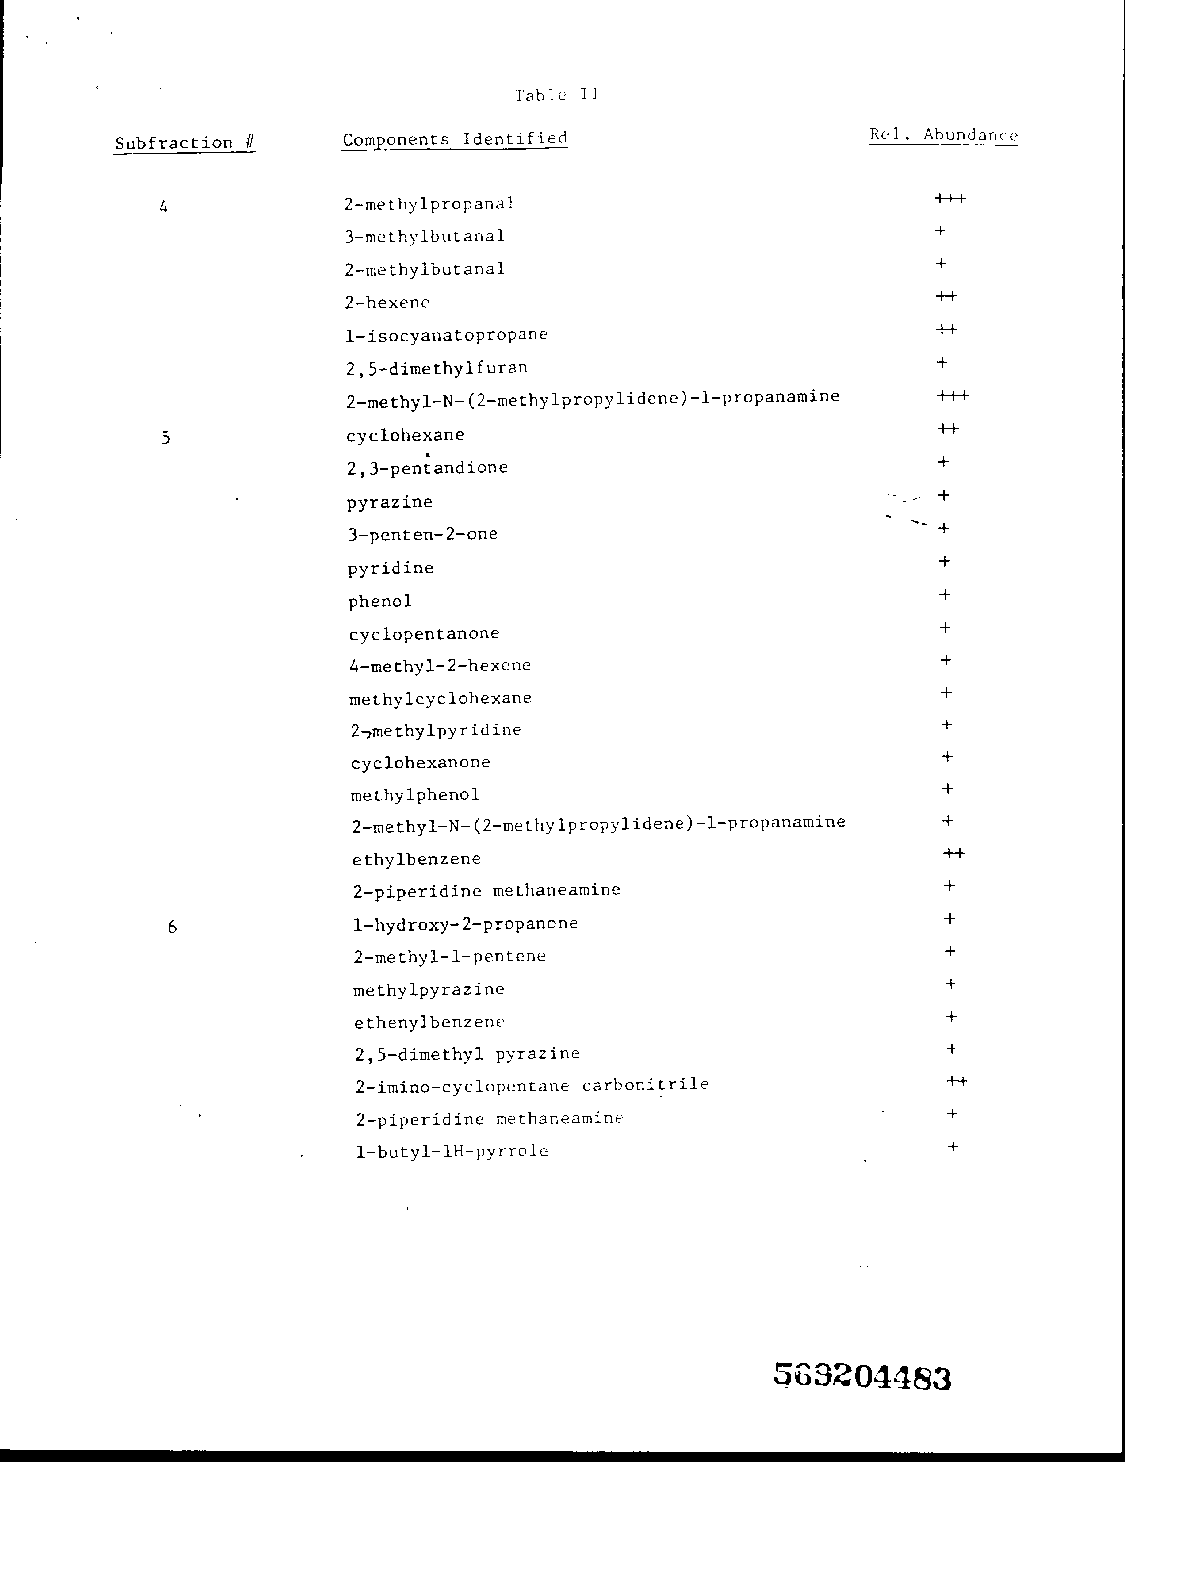 Table II
Subfraction # Components Identified Rel. Abundance
4 2-methylpropanal +++
3-methylbutanal +
2-methylbutanal +
2-hexene ++
1-isocyanatopropane ++
2,5-dimethylfuran +
2-methyl-N-(2-methylpropylidene)-1-propanamine +++
5 cyclohexane ++
2,3-pentandione +
pyrazine +
3-penten-2-one +
pyridine +
phenol +
cyclopentanone +
4-methyl-2-hexene +
methylcyclohexane +
2-methylpyridine +
cyclohexanone +
methylphenol +
2-methyl-N-(2-methylpropylidene)-1-propanamine +
ethylbenzene ++
2-piperidine methaneamine +
6 1-hydroxy-2-propanone +
2-methyl-1-pentene +
methylpyrazine +
ethenylbenzene +
2,5-dimethyl pyrazine +
2-imino-cyclopentane carbonitrile ++
2-piperidine methaneamine +
1-butyl-1H-pyrrole +
563204483